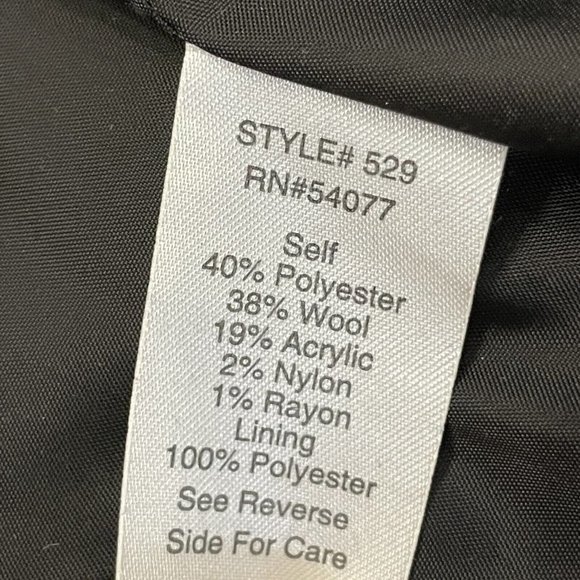 STYLE# 529
RN#54077
Self
40% Polyester
38% Wool
19% Acrylic
2% Nylon
1% Rayon
Lining
100% Polyester
See Reverse
Side For Care